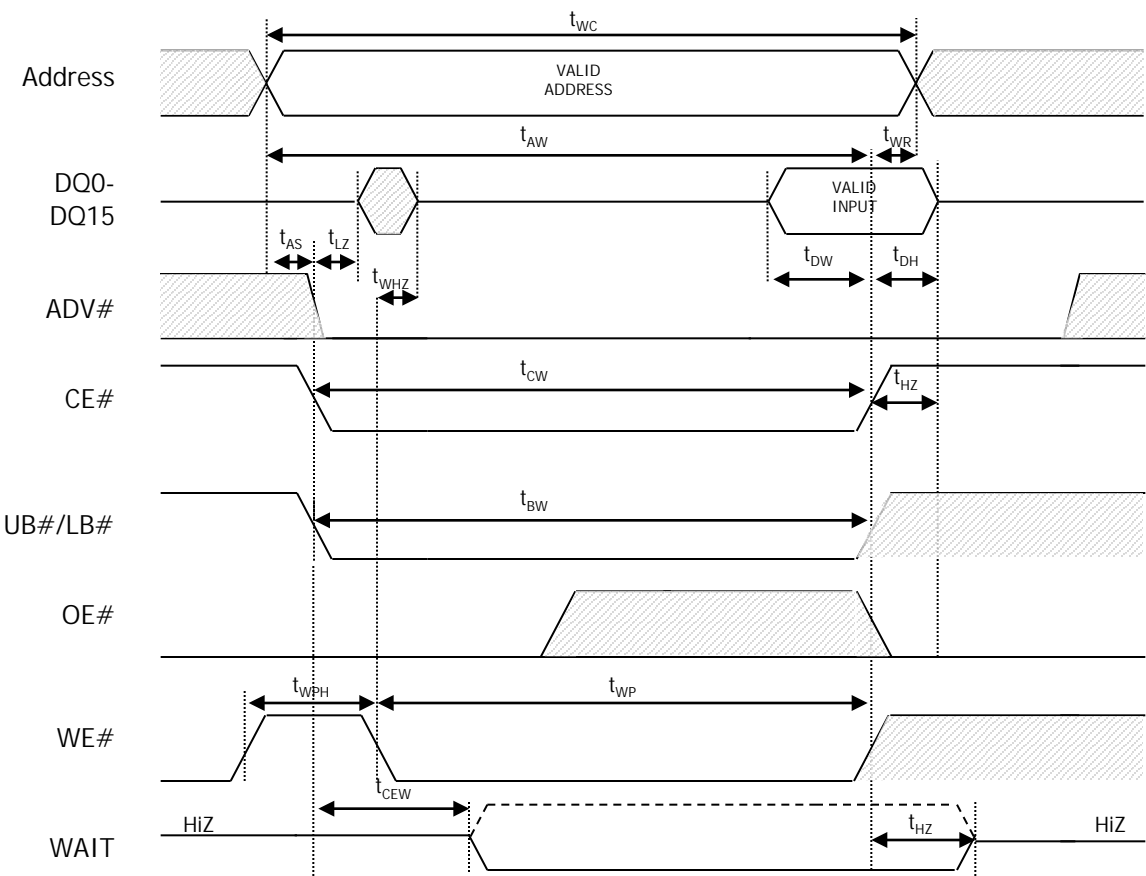 tWC
Address
VALID
ADDRESS
tAW
tWR
DQ0-
DQ15
VALID
INPUT
tAS
tLZ
tDW
tDH
tWHZ
ADV#
tCW
CE#
tHZ
tBW
UB#/LB#
OE#
tWPH
tWP
WE#
tCEW
HiZ
tHZ
HiZ
WAIT